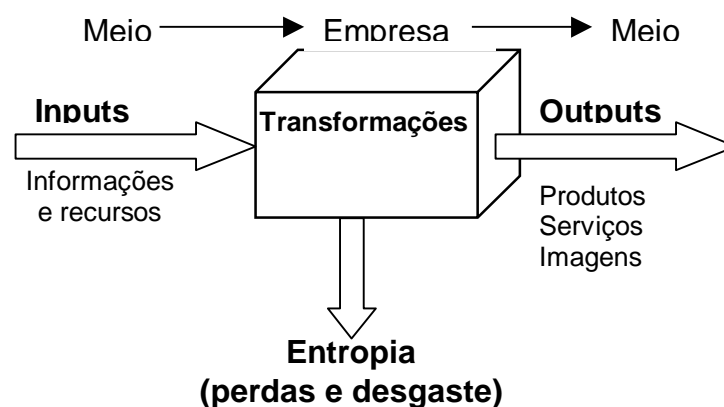 Meio Empresa Meio
Inputs
Transformações
Outputs
Informações
e recursos
Produtos
Serviços
Imagens
Entropia
(perdas e desgaste)